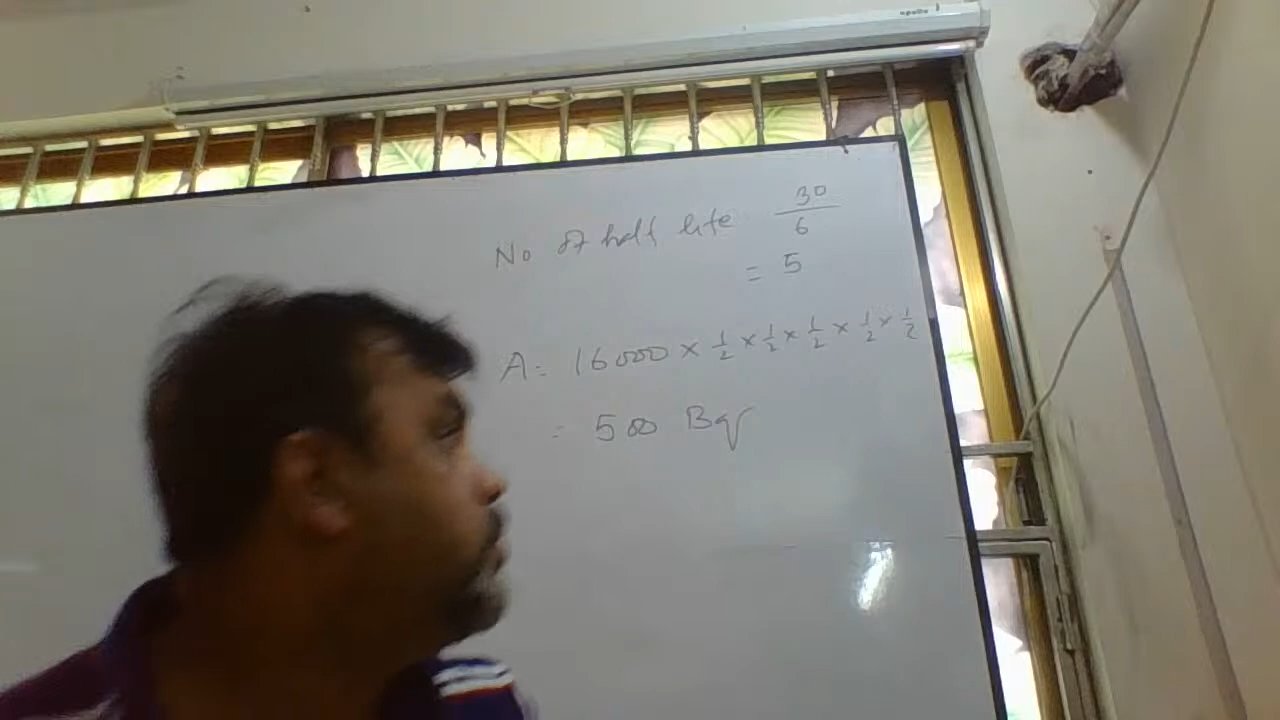 apollo
No of half life 30/6
= 5
A = 16000 × 1/2 × 1/2 × 1/2 × 1/2 × 1/2
= 500 Bq